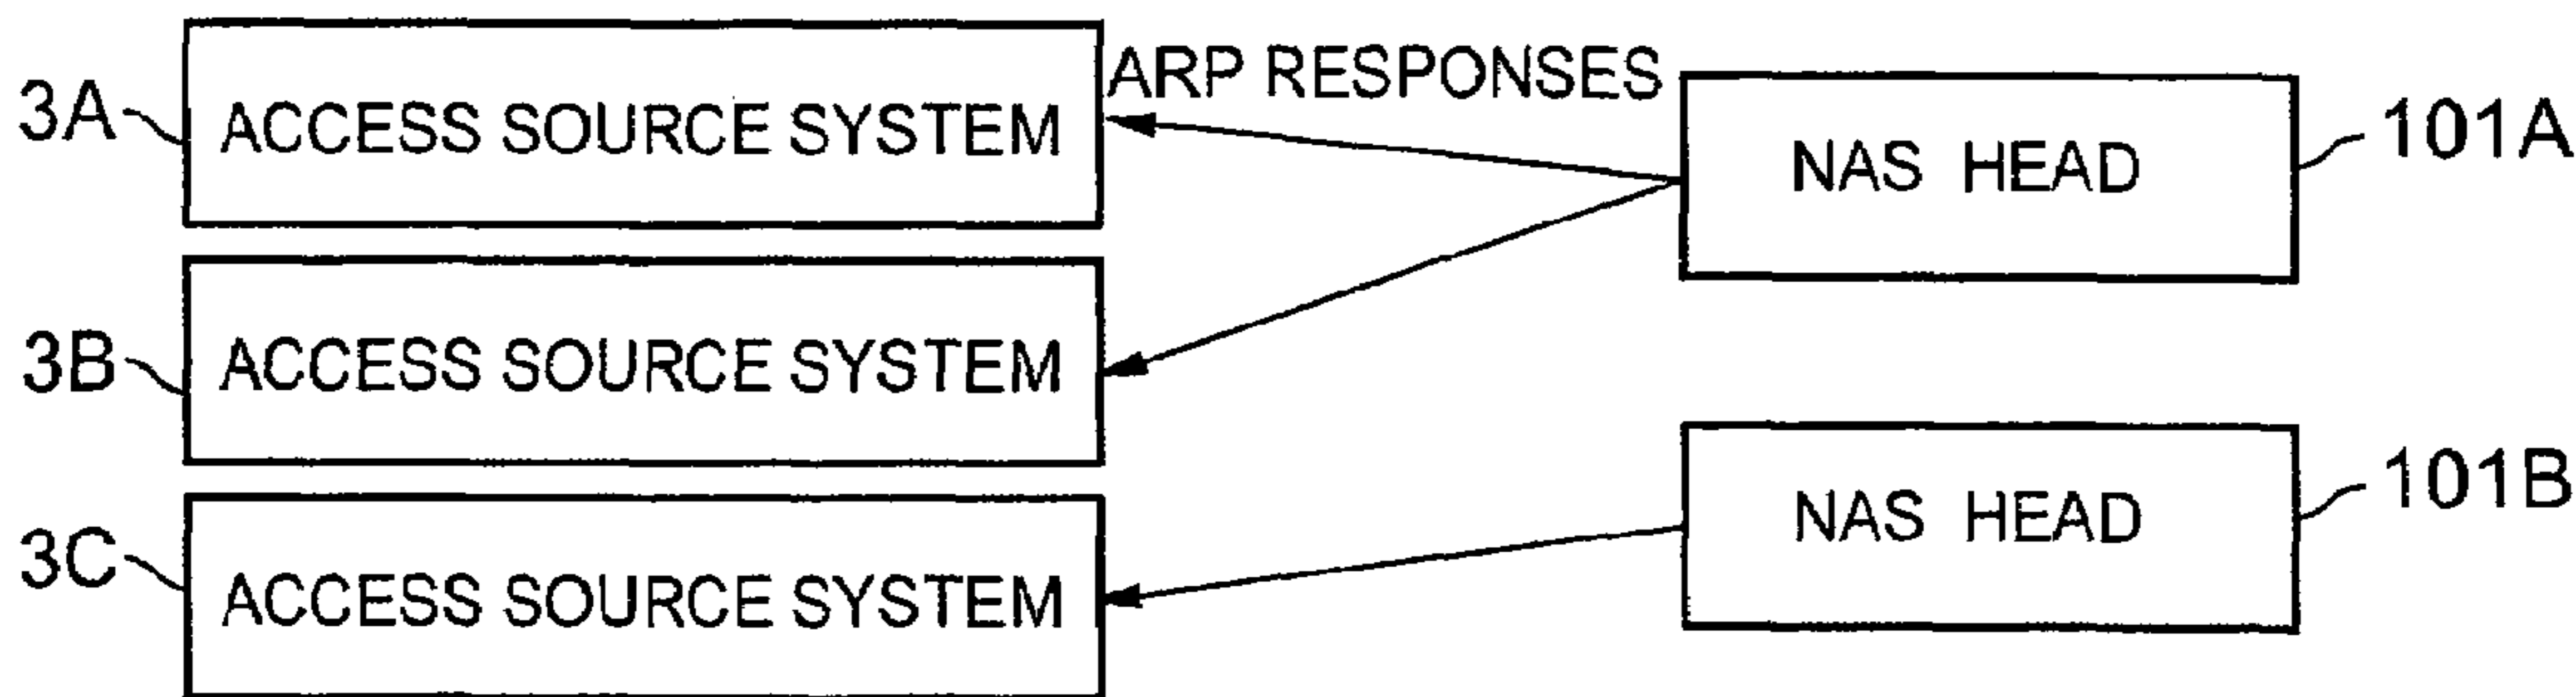 3A
ACCESS SOURCE SYSTEM
ARP RESPONSES
NAS HEAD
101A
3B
ACCESS SOURCE SYSTEM
3C
ACCESS SOURCE SYSTEM
NAS HEAD
101B